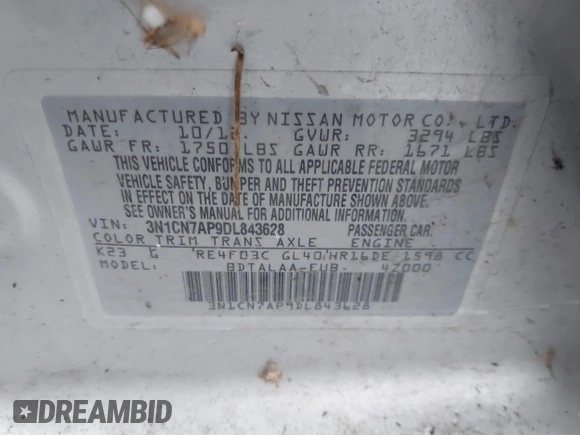 MANUFACTURED BY NISSAN MOTOR CO., LTD.
DATE: 10/12 GVWR: 3294 LBS
GAWR FR: 1750 LBS GAWR RR: 1671 LBS
THIS VEHICLE CONFORMS TO ALL APPLICABLE FEDERAL MOTOR
VEHICLE SAFETY, BUMPER AND THEFT PREVENTION STANDARDS
IN EFFECT ON THE DATE OF MANUFACTURE SHOWN ABOVE.
SEE OWNER'S MANUAL FOR ADDITIONAL INFORMATION.
VIN: 3N1CN7AP9DL843628 PASSENGER CAR
COLOR TRIM TRANS AXLE ENGINE
K23 G RE4F03C GL40 HR16DE 1598 CC
MODEL: BDTALAA-EUB- 4Z000
3N1CN7AP9DL843628
DREAMBID